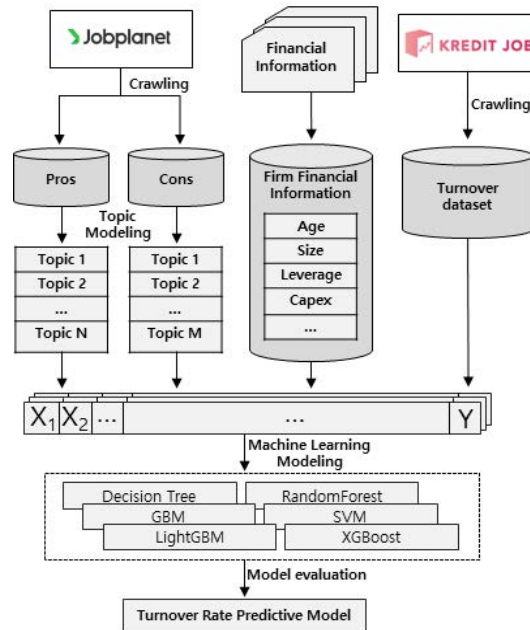 Jobplanet
Financial
Information
KREDIT JOB
Crawling
Crawling
Pros
Cons
Firm Financial
Information
Turnover
dataset
Topic
Modeling
Age
Size
Leverage
Capex
...
Topic 1
Topic 2
...
Topic N
Topic 1
Topic 2
...
Topic M
X1 X2 ... ... Y
Machine Learning
Modeling
Decision Tree
RandomForest
GBM
SVM
LightGBM
XGBoost
Model evaluation
Turnover Rate Predictive Model